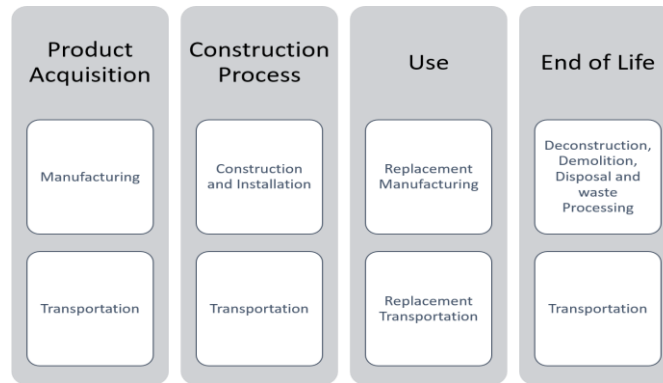 Product
Acquisition
Manufacturing
Transportation
Construction
Process
Construction
and Installation
Transportation
Use
Replacement
Manufacturing
Replacement
Transportation
End of Life
Deconstruction,
Demolition,
Disposal and
waste
Processing
Transportation